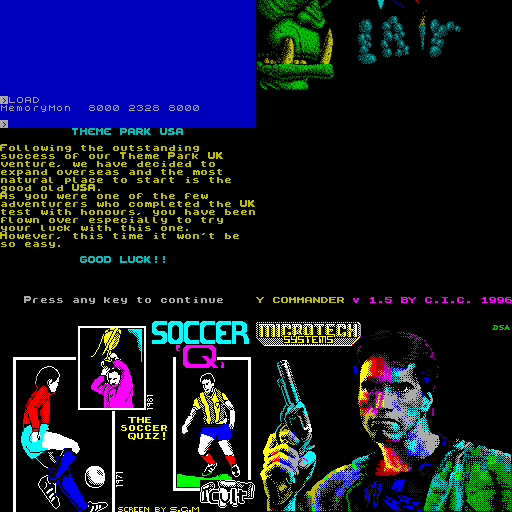 LOAD
MemoryMon 8000 2328 8000
THEME PARK USA
Following the outstanding
success of our Theme Park UK
venture, we have decided to
expand overseas and the most
natural place to start is the
good old USA.
As you were one of the few
adventurers who completed the UK
test with honours, you have been
flown over especially to try
your luck with this one.
However, this time it won't be
so easy.
GOOD LUCK!!
Press any key to continue
Y COMMANDER v 1.5 BY C.I.C. 1996
SOCCER
'Q'
1981
THE
SOCCER
QUIZ!
1971
CULT
SCREEN BY S.G.M
MICROTECH
SYSTEMS
DSA